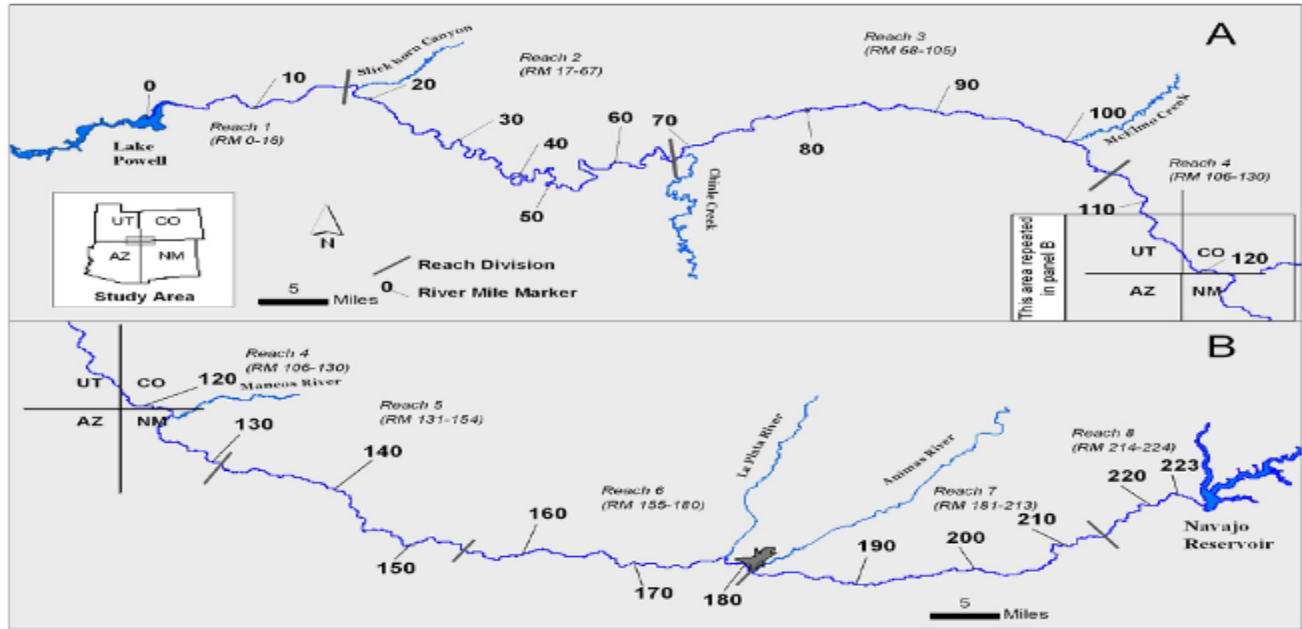 A
Slickhorn Canyon
Reach 2
(RM 17-67)
Reach 3
(RM 68-105)
0
10
20
30
40
50
60
70
80
90
100
110
120
Reach 1
(RM 0-16)
Lake
Powell
Chinle Creek
McElmo Creek
Reach 4
(RM 106-130)
UT
CO
AZ
NM
Study Area
N
Reach Division
0
River Mile Marker
5
Miles
This area repeated
in panel B
UT
CO
AZ
NM
B
UT
CO
AZ
NM
Reach 4
(RM 106-130)
Mancos River
120
130
140
150
160
170
180
190
200
210
220
223
Reach 5
(RM 131-154)
Reach 6
(RM 155-180)
La Plata River
Animas River
Reach 7
(RM 181-213)
Reach 8
(RM 214-224)
Navajo
Reservoir
5
Miles